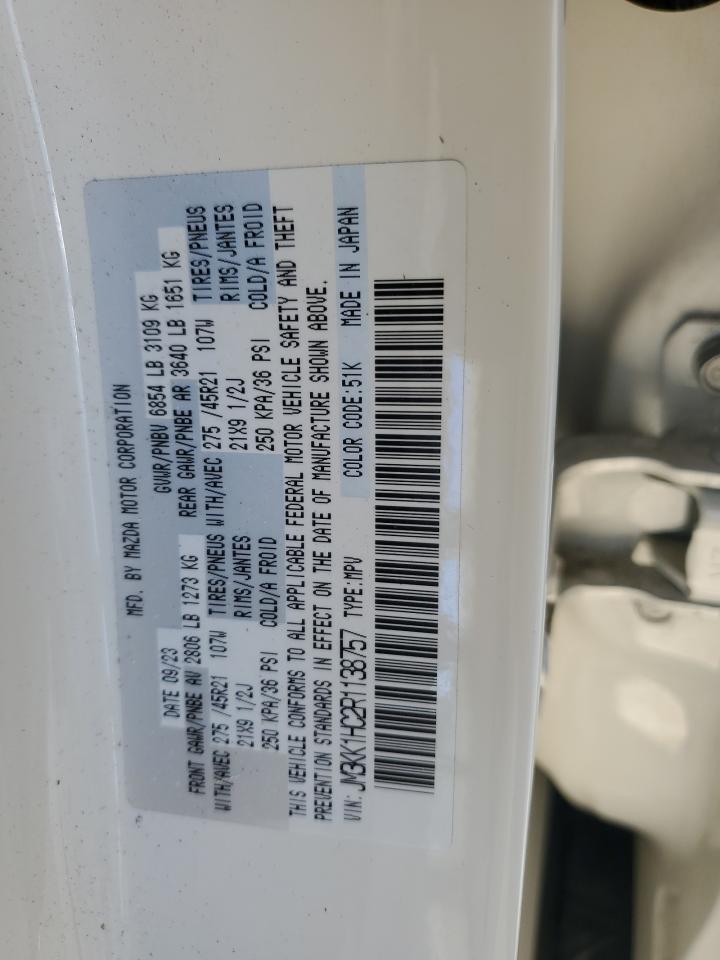 MFD. BY MAZDA MOTOR CORPORATION
DATE 09/23 GVWR/PNBV 6854 LB 3109 KG
FRONT GAWR/PNBE AV 2806 LB 1273 KG REAR GAWR/PNBE AR 3640 LB 1651 KG
WITH/AVEC 275 /45R21 107W TIRES/PNEUS WITH/AVEC 275 /45R21 107W TIRES/PNEUS
21X9 1/2J RIMS/JANTES 21X9 1/2J RIMS/JANTES
250 KPA/36 PSI COLD/A FROID 250 KPA/36 PSI COLD/A FROID
THIS VEHICLE CONFORMS TO ALL APPLICABLE FEDERAL MOTOR VEHICLE SAFETY AND THEFT
PREVENTION STANDARDS IN EFFECT ON THE DATE OF MANUFACTURE SHOWN ABOVE.
VIN: JM3KK1HC2R1138757 TYPE:MPV COLOR CODE:51K MADE IN JAPAN